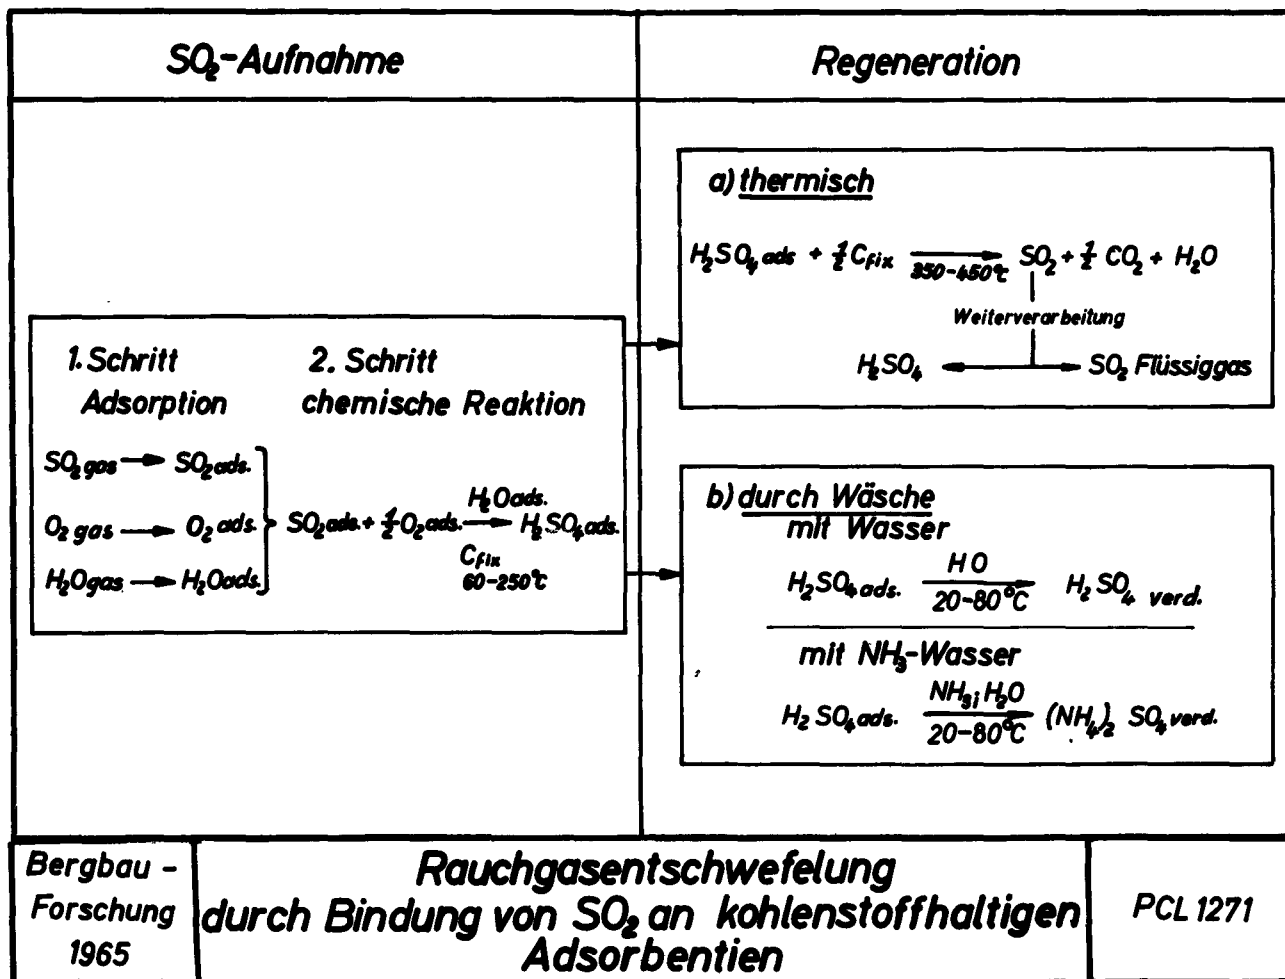 SO₂-Aufnahme
Regeneration
1. Schritt
Adsorption
2. Schritt
chemische Reaktion
SO₂ gas → SO₂ ads.
O₂ gas → O₂ ads.
H₂O gas → H₂O ads.
SO₂ ads. + ½ O₂ ads. → H₂SO₄ ads.
H₂O ads.
C fix
60-250°C
a) thermisch
H₂SO₄ ads + ½ C fix → SO₂ + ½ CO₂ + H₂O
350-450°C
Weiterverarbeitung
H₂SO₄ ← → SO₂ Flüssiggas
b) durch Wäsche
mit Wasser
HO
H₂SO₄ ads. → H₂SO₄ verd.
20-80°C
mit NH₃-Wasser
NH₃; H₂O
H₂SO₄ ads. → (NH₄)₂ SO₄ verd.
20-80°C
Bergbau-
Forschung
1965
Rauchgasentschwefelung
durch Bindung von SO₂ an kohlenstoffhaltigen
Adsorbentien
PCL 1271